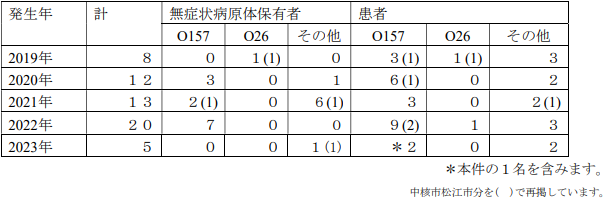 発生年 計 無症状病原体保有者 患者
O157 O26 その他 O157 O26 その他
2019年 8 0 1(1) 0 3(1) 1(1) 3
2020年 12 3 0 1 6(1) 0 2
2021年 13 2(1) 0 6(1) 3 0 2(1)
2022年 20 7 0 0 9(2) 1 3
2023年 5 0 0 1(1) *2 0 2
*本件の1名を含みます。
中核市松江市分を( )で再掲しています。